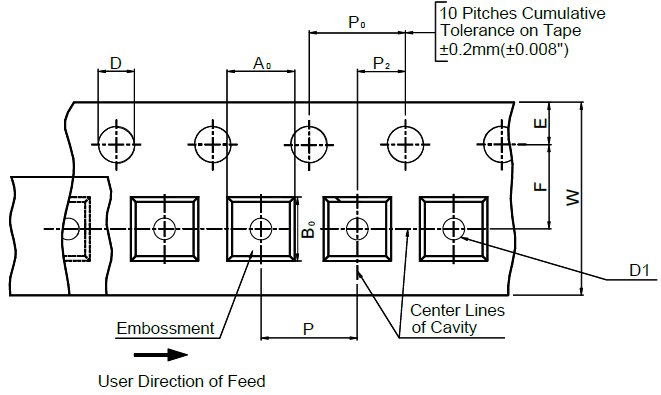 10 Pitches Cumulative
Tolerance on Tape
±0.2mm(±0.008")
P0
D
A0
P2
E
F
W
B0
D1
Embossment
P
Center Lines
of Cavity
User Direction of Feed